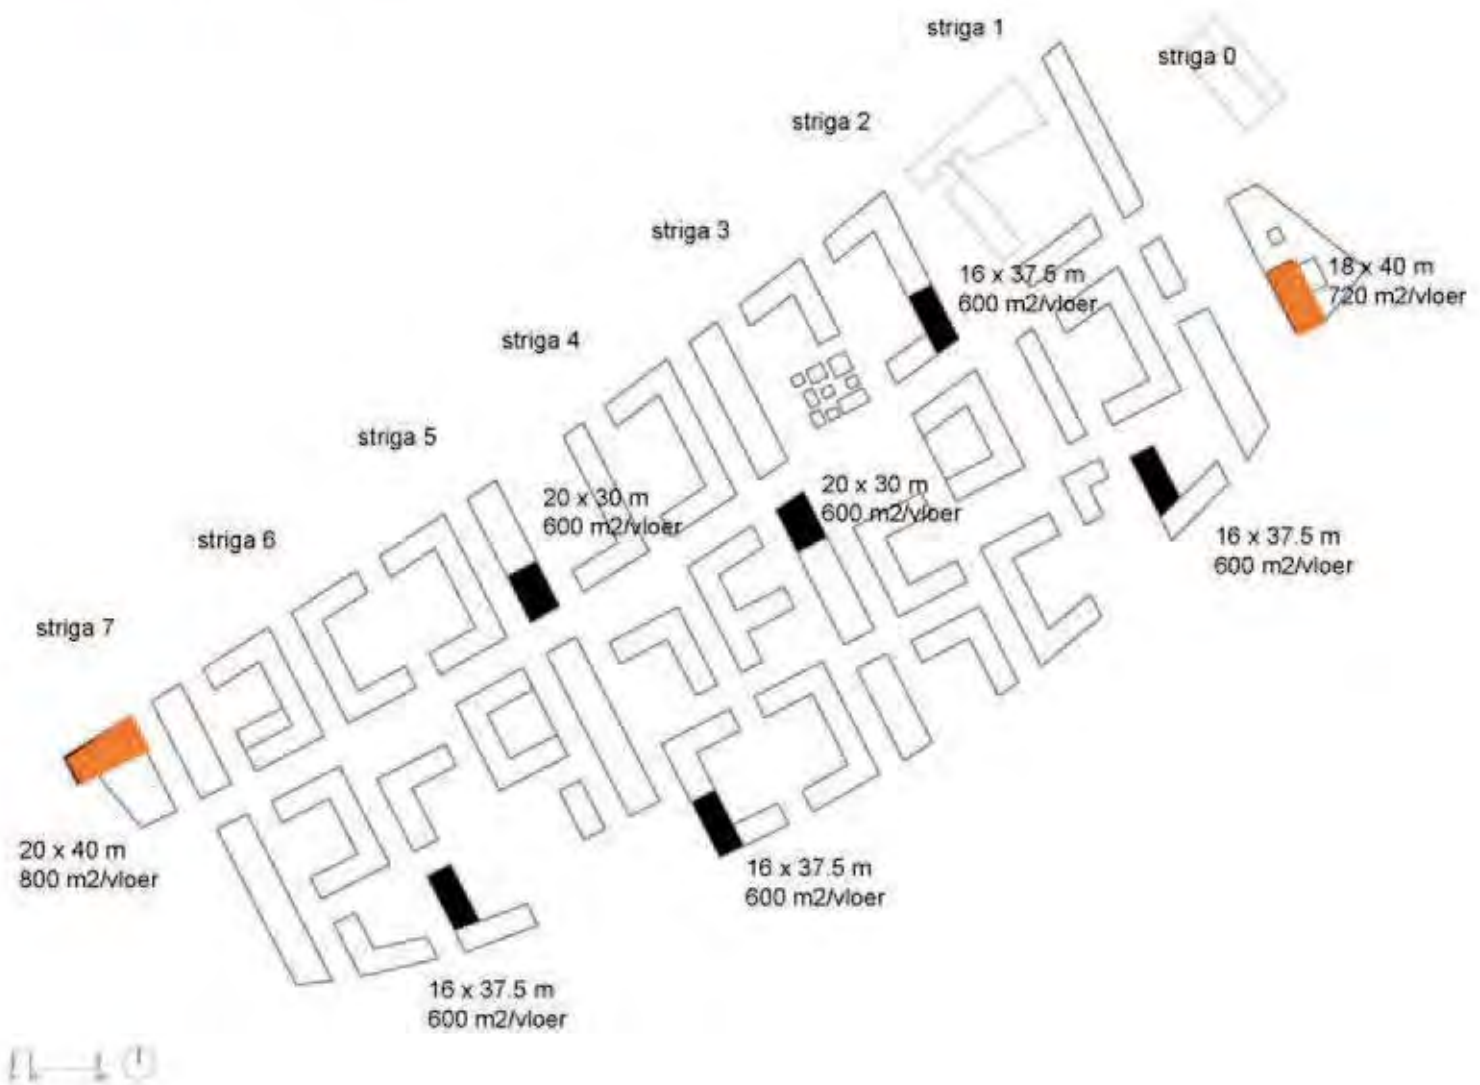 striga 1
striga 0
striga 2
striga 3
16 x 37.5 m
600 m2/vloer
18 x 40 m
720 m2/vloer
striga 4
striga 5
20 x 30 m
600 m2/vloer
20 x 30 m
600 m2/vloer
striga 6
16 x 37.5 m
600 m2/vloer
striga 7
20 x 40 m
800 m2/vloer
16 x 37.5 m
600 m2/vloer
16 x 37.5 m
600 m2/vloer